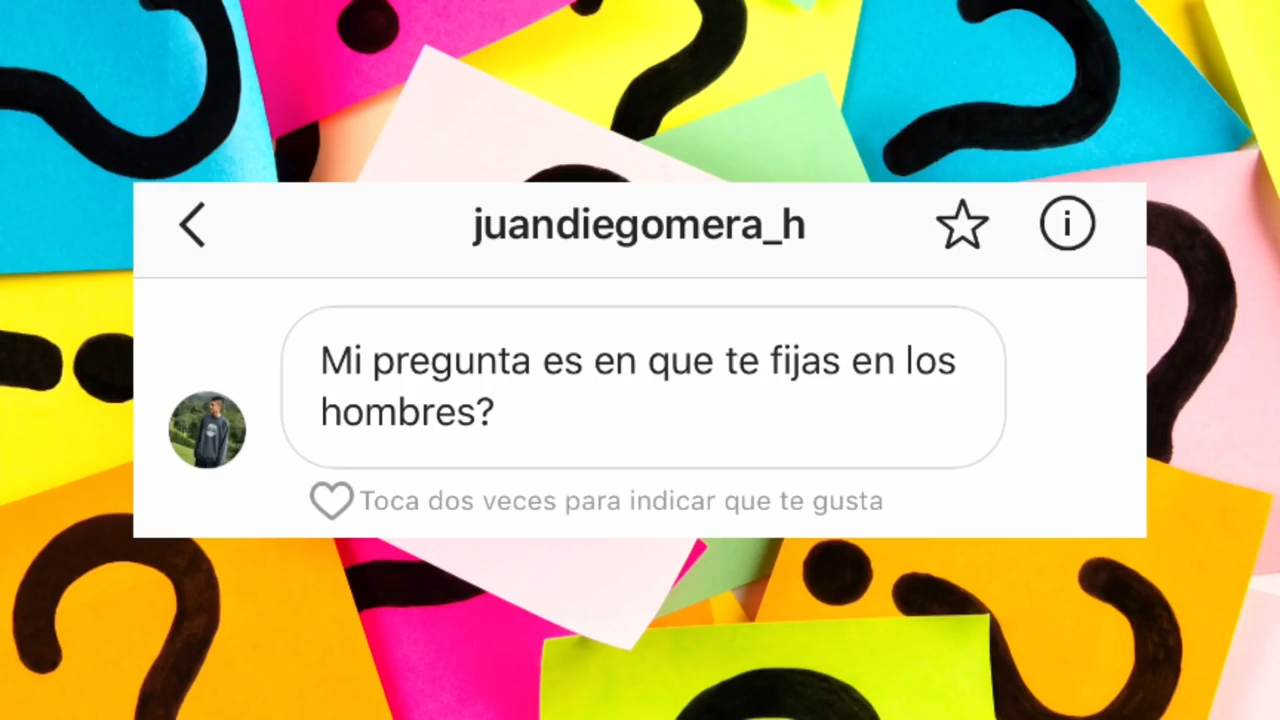 juandiegomera_h
Mi pregunta es en que te fijas en los
hombres?
Toca dos veces para indicar que te gusta